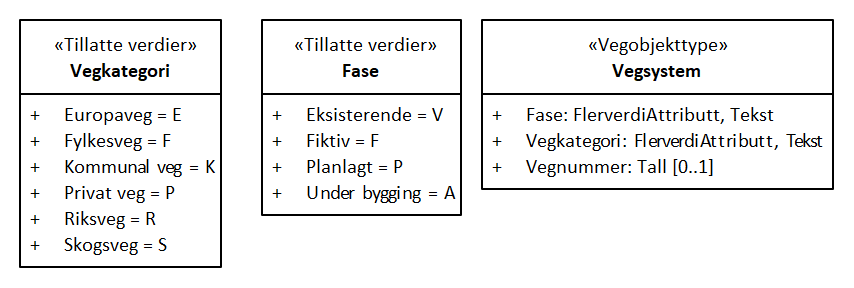 «Tillatte verdier»
Vegkategori
+ Europaveg = E
+ Fylkesveg = F
+ Kommunal veg = K
+ Privat veg = P
+ Riksveg = R
+ Skogsveg = S
«Tillatte verdier»
Fase
+ Eksisterende = V
+ Fiktiv = F
+ Planlagt = P
+ Under bygging = A
«Vegobjekttype»
Vegsystem
+ Fase: FlerverdiAttributt, Tekst
+ Vegkategori: FlerverdiAttributt, Tekst
+ Vegnummer: Tall [0..1]